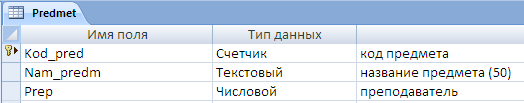 Predmet
Имя поля Тип данных
Kod_pred Счетчик код предмета
Nam_predm Текстовый название предмета (50)
Prep Числовой преподаватель